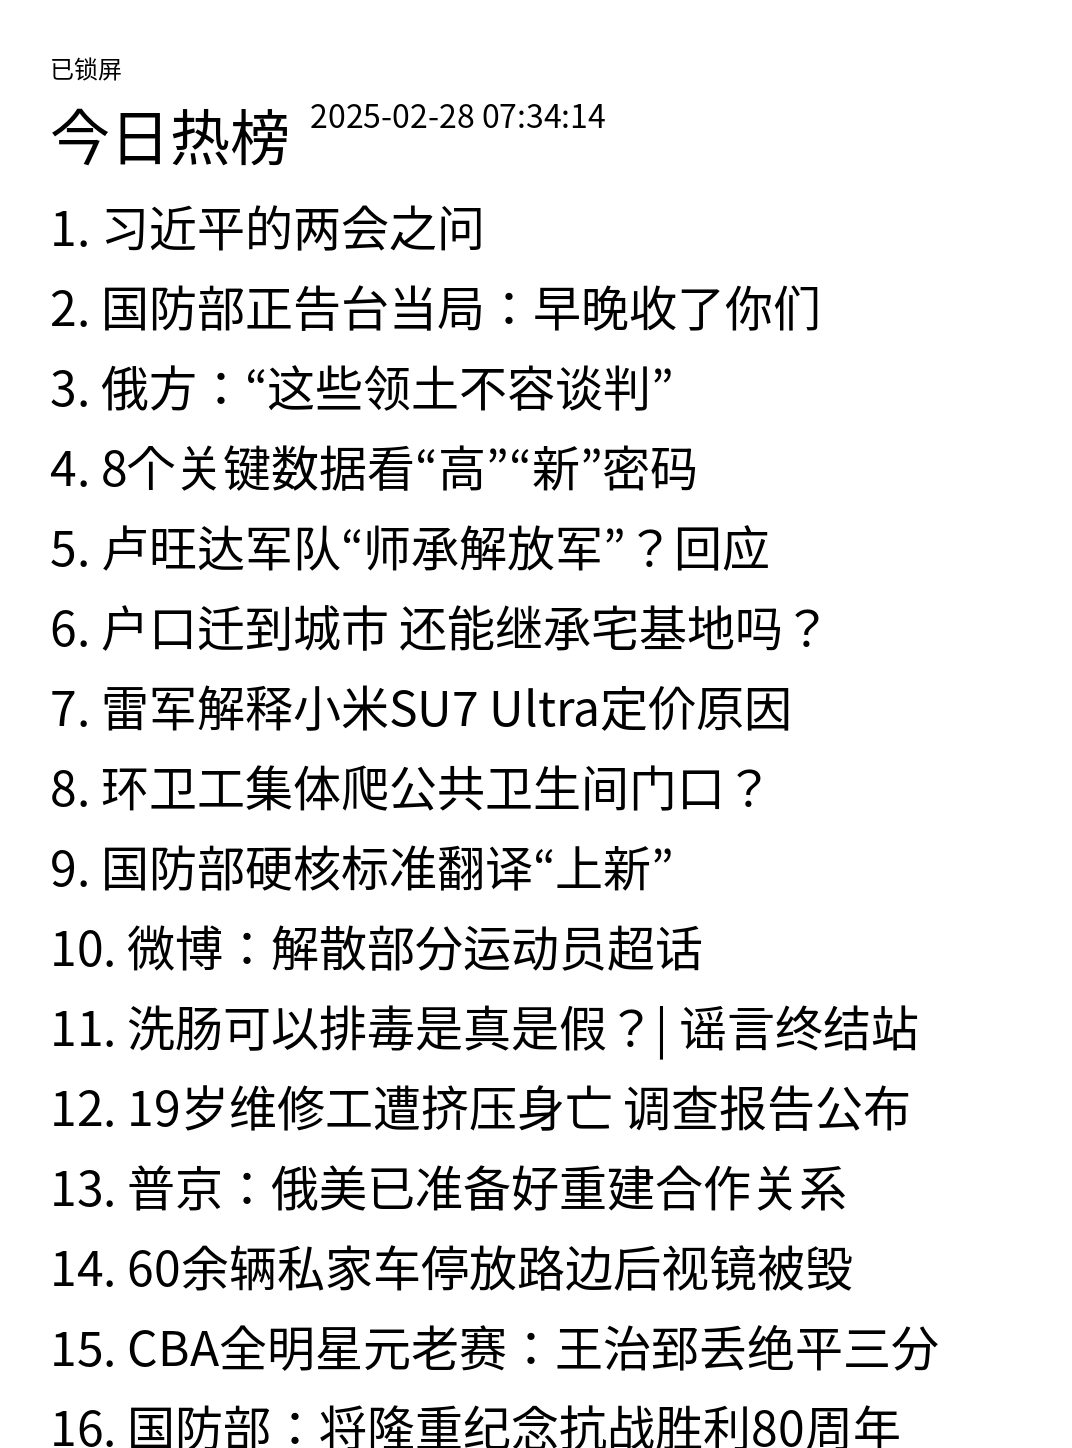 已锁屏
今日热榜 2025-02-28 07:34:14
1. 习近平的两会之问
2. 国防部正告台当局：早晚收了你们
3. 俄方：“这些领土不容谈判”
4. 8个关键数据看“高”“新”密码
5. 卢旺达军队“师承解放军”？回应
6. 户口迁到城市 还能继承宅基地吗？
7. 雷军解释小米SU7 Ultra定价原因
8. 环卫工集体爬公共卫生间门口？
9. 国防部硬核标准翻译“上新”
10. 微博：解散部分运动员超话
11. 洗肠可以排毒是真是假？| 谣言终结站
12. 19岁维修工遭挤压身亡 调查报告公布
13. 普京：俄美已准备好重建合作关系
14. 60余辆私家车停放路边后视镜被毁
15. CBA全明星元老赛：王治郅丢绝平三分
16. 国防部：将隆重纪念抗战胜利80周年